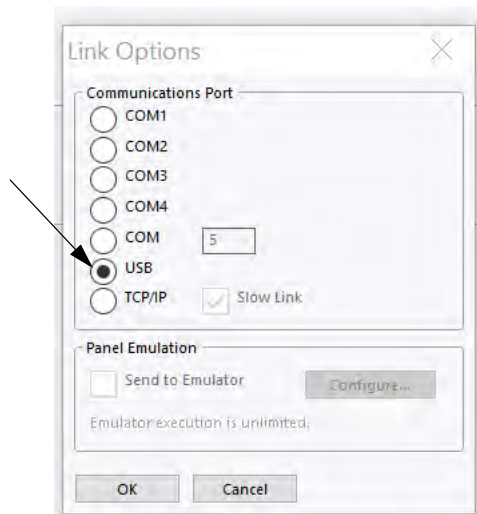 Link Options
Communications Port
COM1
COM2
COM3
COM4
COM 5
USB
TCP/IP Slow Link
Panel Emulation
Send to Emulator Configure...
Emulator execution is unlimited.
OK Cancel